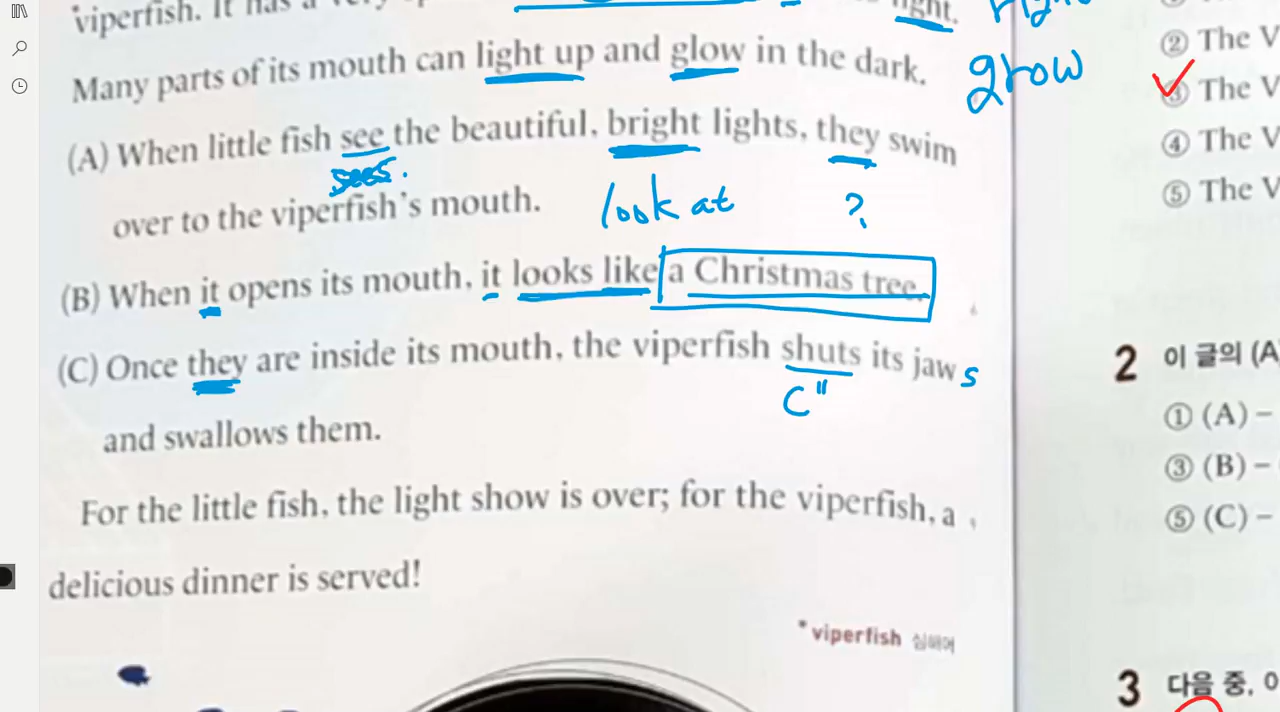 viperfish. It has a light. right
Many parts of its mouth can light up and glow in the dark. grow
(A) When little fish see the beautiful, bright lights, they swim
sees.
over to the viperfish's mouth. look at ?
(B) When it opens its mouth, it looks like a Christmas tree.
(C) Once they are inside its mouth, the viperfish shuts its jaws
C"
and swallows them.
For the little fish, the light show is over; for the viperfish, a
delicious dinner is served!
* viperfish 심해어
② The V
③ The V
④ The V
⑤ The V
2 이 글의 (A)
① (A) –
③ (B) –
⑤ (C) –
3 다음 중, 이